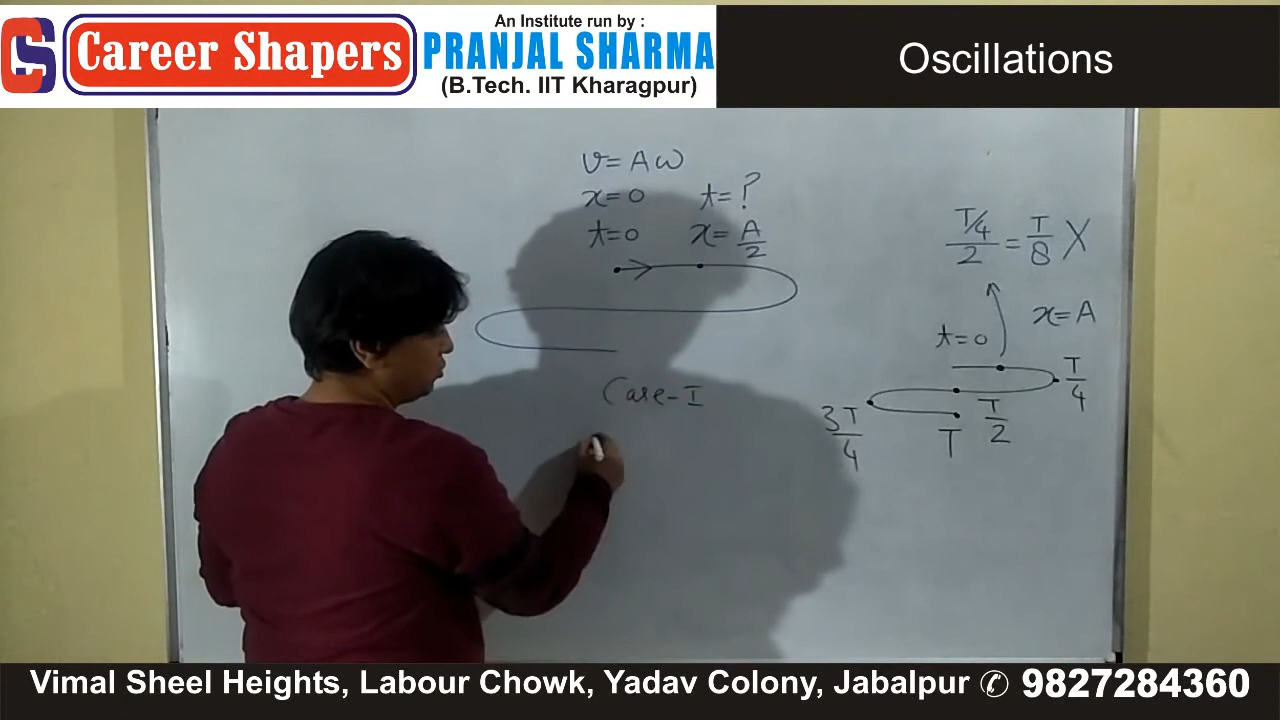 CS Career Shapers
An Institute run by :
PRANJAL SHARMA
(B.Tech. IIT Kharagpur)
Oscillations
v = Aω
x = 0 t = ?
t = 0 x = A/2
Case-I
T/4/2 = T/8 X
x = A
t = 0
T/4
T/2
3T/4
T
Vimal Sheel Heights, Labour Chowk, Yadav Colony, Jabalpur ✆ 9827284360